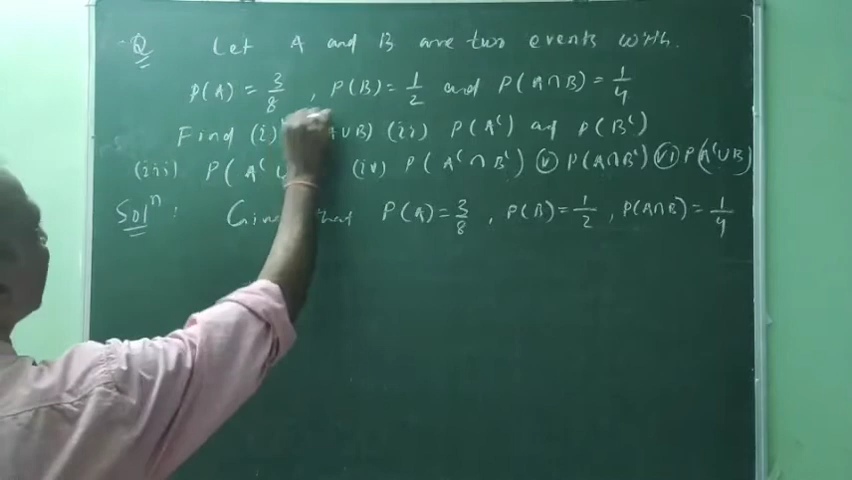 Q Let A and B are two events with.
P(A) = 3/8 , P(B) = 1/2 and P(A∩B) = 1/4
Find (i) A∪B) (ii) P(A') and P(B')
(iii) P(A' ∪ (iv) P(A'∩B') (v) P(A∩B') (vi) P(A'∪B)
Solⁿ : Given that P(A) = 3/8 , P(B) = 1/2 , P(A∩B) = 1/4